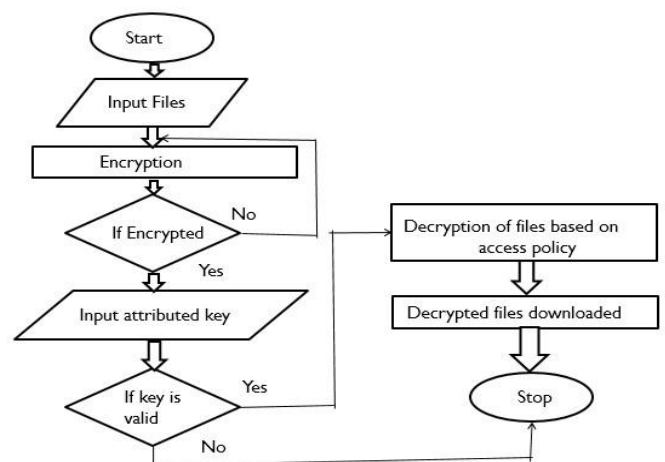 Start
Input Files
Encryption
If Encrypted
No
Yes
Input attributed key
If key is
valid
Yes
No
Decryption of files based on
access policy
Decrypted files downloaded
Stop